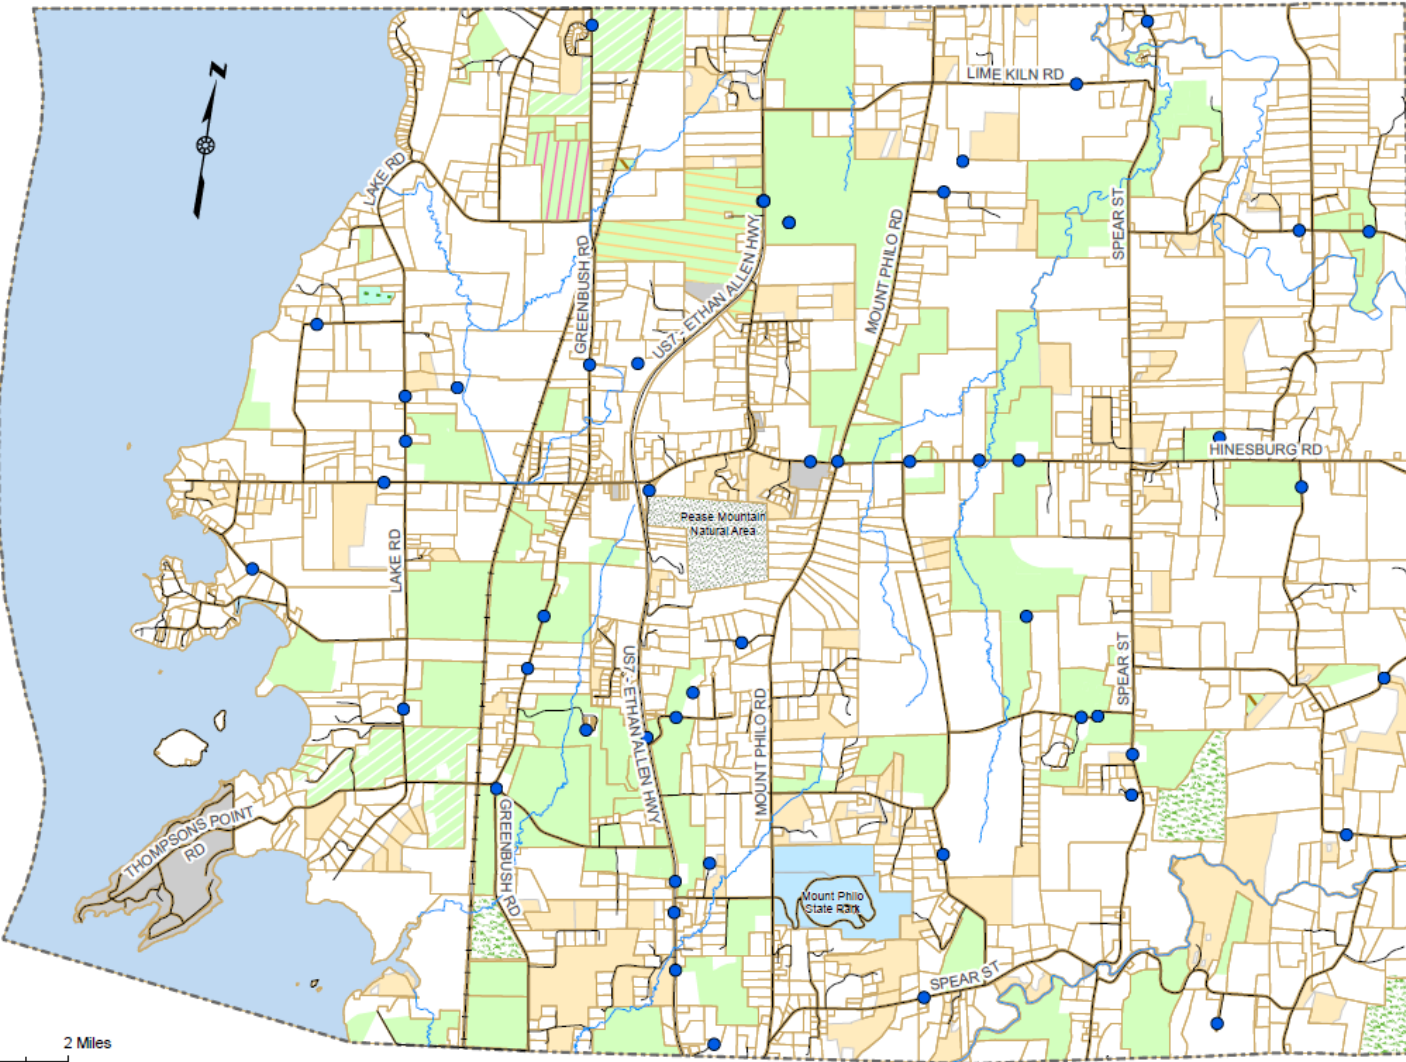 N
LIME KILN RD
LAKE RD
SPEAR ST
MOUNT PHILO RD
GREENBUSH RD
US7 - ETHAN ALLEN HWY
HINESBURG RD
Pease Mountain
Natural Area
LAKE RD
SPEAR ST
US7 - ETHAN ALLEN HWY
MOUNT PHILO RD
THOMPSONS POINT
RD
GREENBUSH RD
Mount Philo
State Park
SPEAR ST
2 Miles